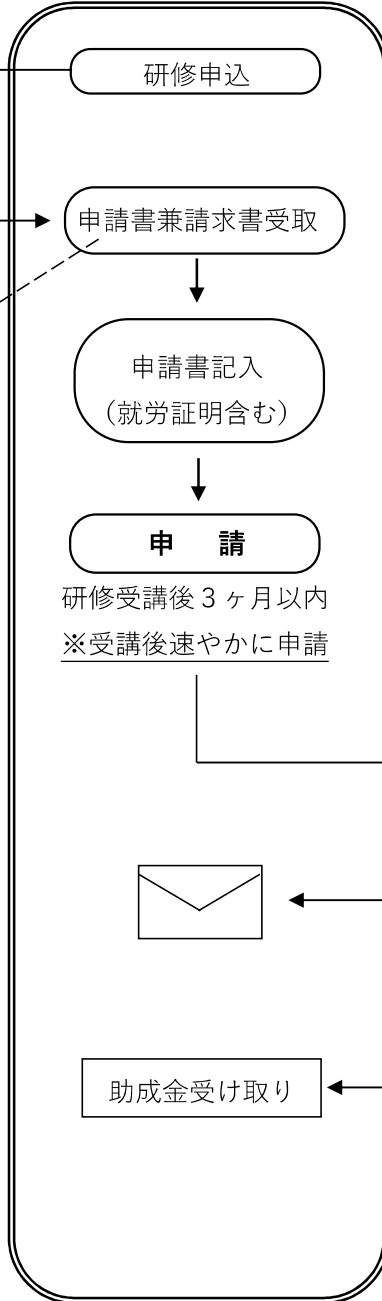 研修申込
申請書兼請求書受取
申請書記入
（就労証明含む）
申　請
研修受講後３ヶ月以内
※受講後速やかに申請
助成金受け取り